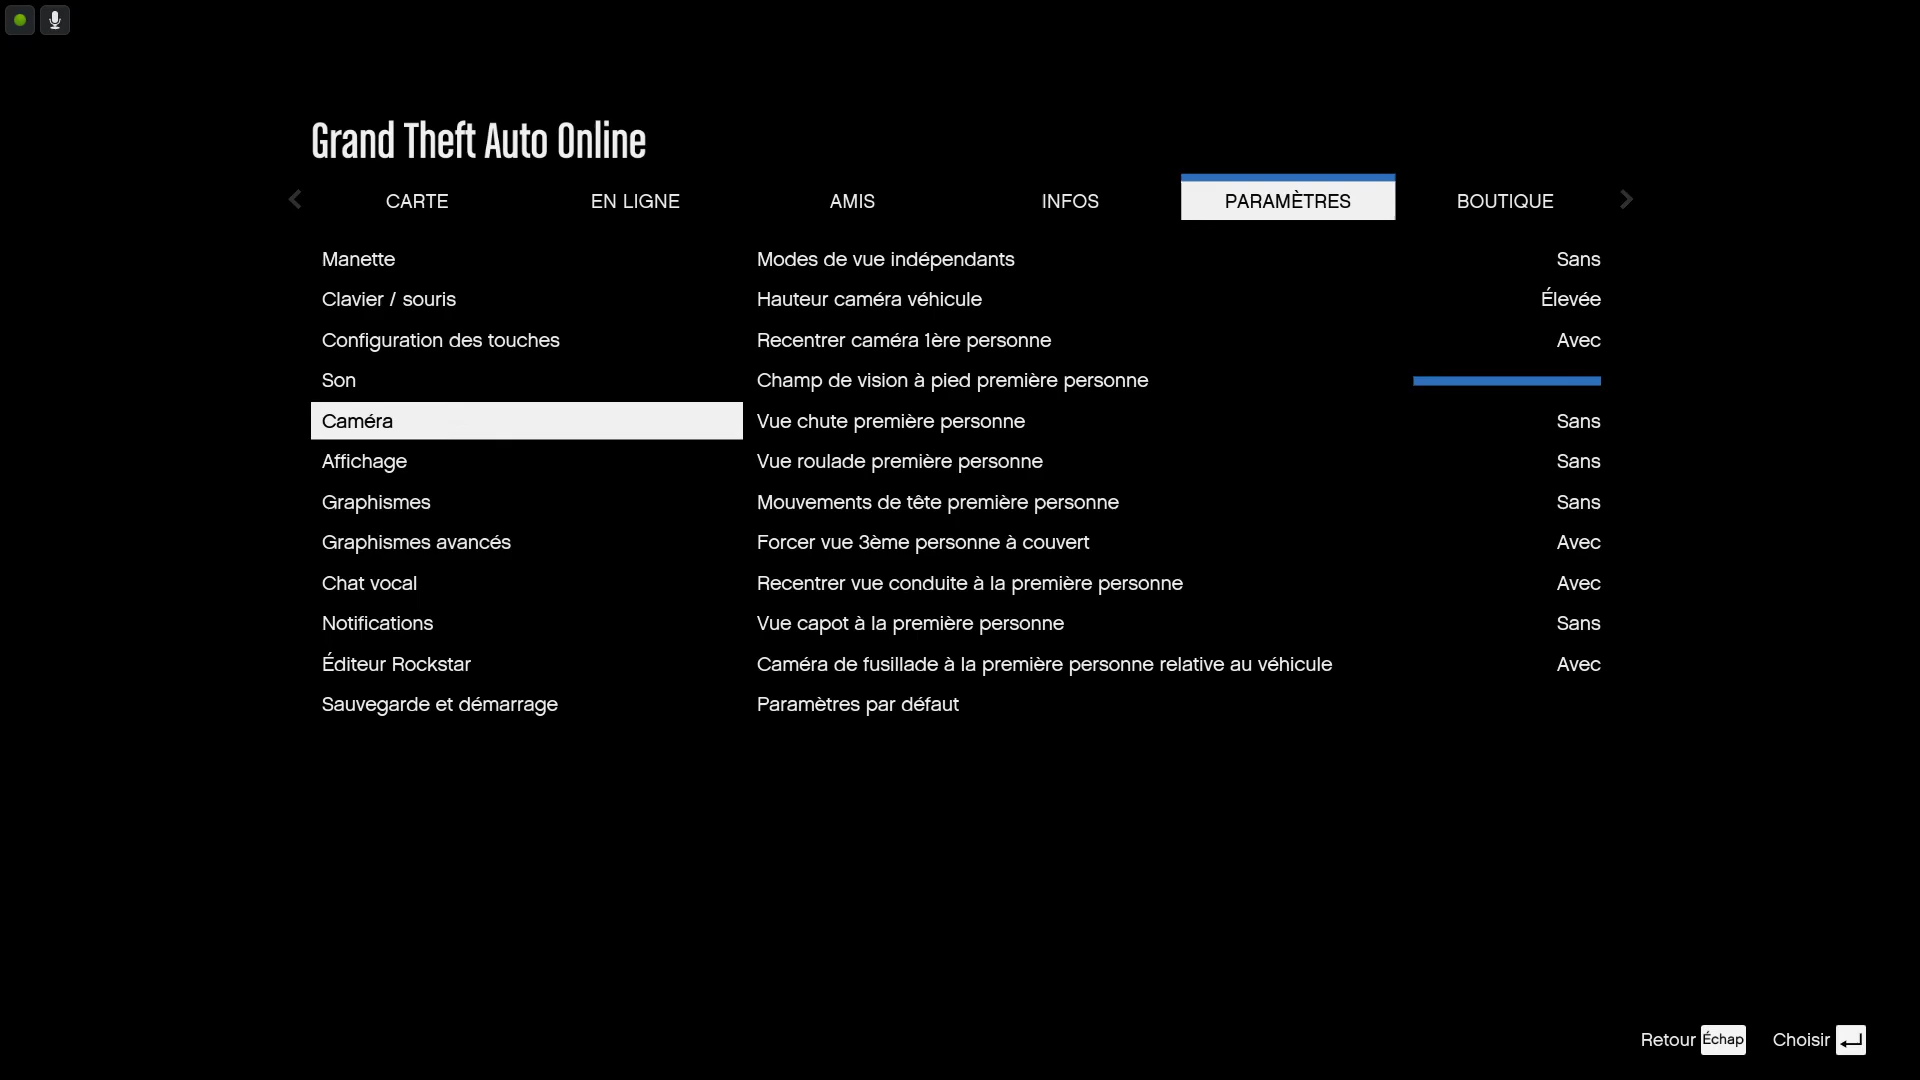 Grand Theft Auto Online
CARTE EN LIGNE AMIS INFOS PARAMÈTRES BOUTIQUE
Manette
Clavier / souris
Configuration des touches
Son
Caméra
Affichage
Graphismes
Graphismes avancés
Chat vocal
Notifications
Éditeur Rockstar
Sauvegarde et démarrage
Modes de vue indépendants Sans
Hauteur caméra véhicule Élevée
Recentrer caméra 1ère personne Avec
Champ de vision à pied première personne
Vue chute première personne Sans
Vue roulade première personne Sans
Mouvements de tête première personne Sans
Forcer vue 3ème personne à couvert Avec
Recentrer vue conduite à la première personne Avec
Vue capot à la première personne Sans
Caméra de fusillade à la première personne relative au véhicule Avec
Paramètres par défaut
Retour Échap Choisir